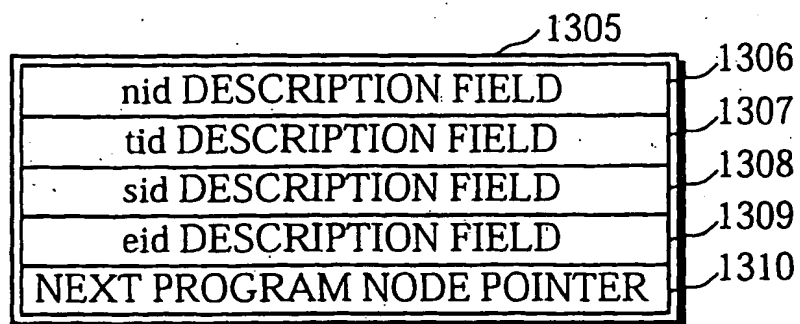 1305
nid DESCRIPTION FIELD 1306
tid DESCRIPTION FIELD 1307
sid DESCRIPTION FIELD 1308
eid DESCRIPTION FIELD 1309
NEXT PROGRAM NODE POINTER 1310